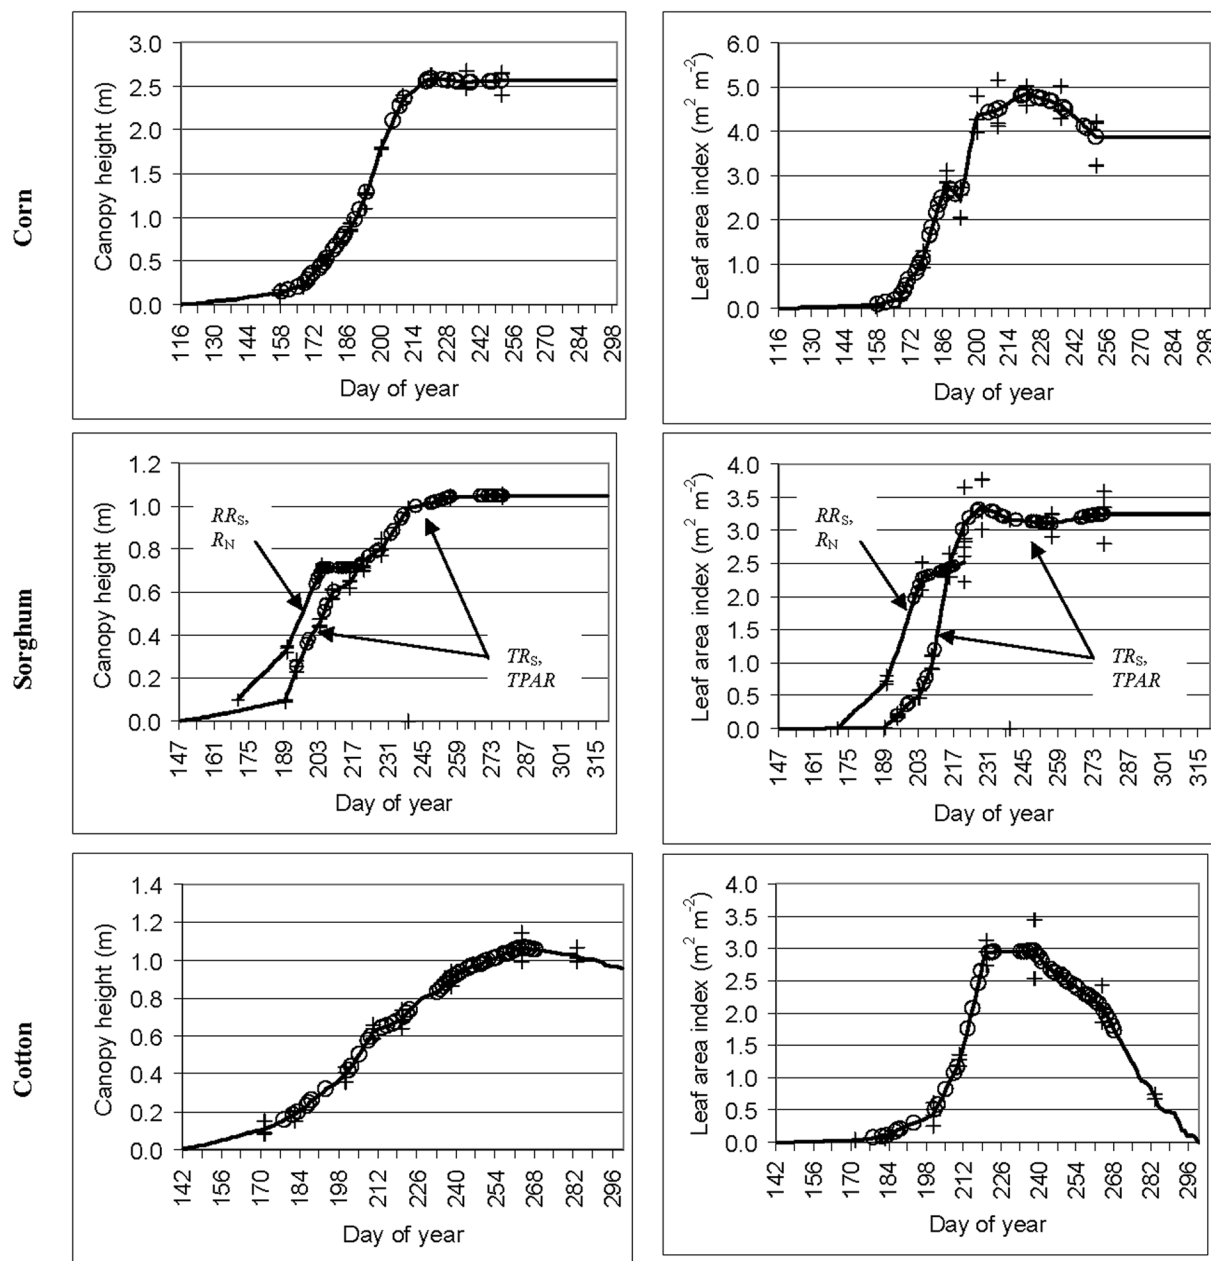 Corn
Canopy height (m)
3.0
2.5
2.0
1.5
1.0
0.5
0.0
116 130 144 158 172 186 200 214 228 242 256 270 284 298
Day of year
Leaf area index (m² m⁻²)
6.0
5.0
4.0
3.0
2.0
1.0
0.0
116 130 144 158 172 186 200 214 228 242 256 270 284 298
Day of year
Sorghum
Canopy height (m)
1.2
1.0
0.8
0.6
0.4
0.2
0.0
RRS,
RN
TRS,
TPAR
147 161 175 189 203 217 231 245 259 273 287 301 315
Day of year
Leaf area index (m² m⁻²)
4.0
3.5
3.0
2.5
2.0
1.5
1.0
0.5
0.0
RRS,
RN
TRS,
TPAR
147 161 175 189 203 217 231 245 259 273 287 301 315
Day of year
Cotton
Canopy height (m)
1.4
1.2
1.0
0.8
0.6
0.4
0.2
0.0
142 156 170 184 198 212 226 240 254 268 282 296
Day of year
Leaf area index (m² m⁻²)
4.0
3.5
3.0
2.5
2.0
1.5
1.0
0.5
0.0
142 156 170 184 198 212 226 240 254 268 282 296
Day of year